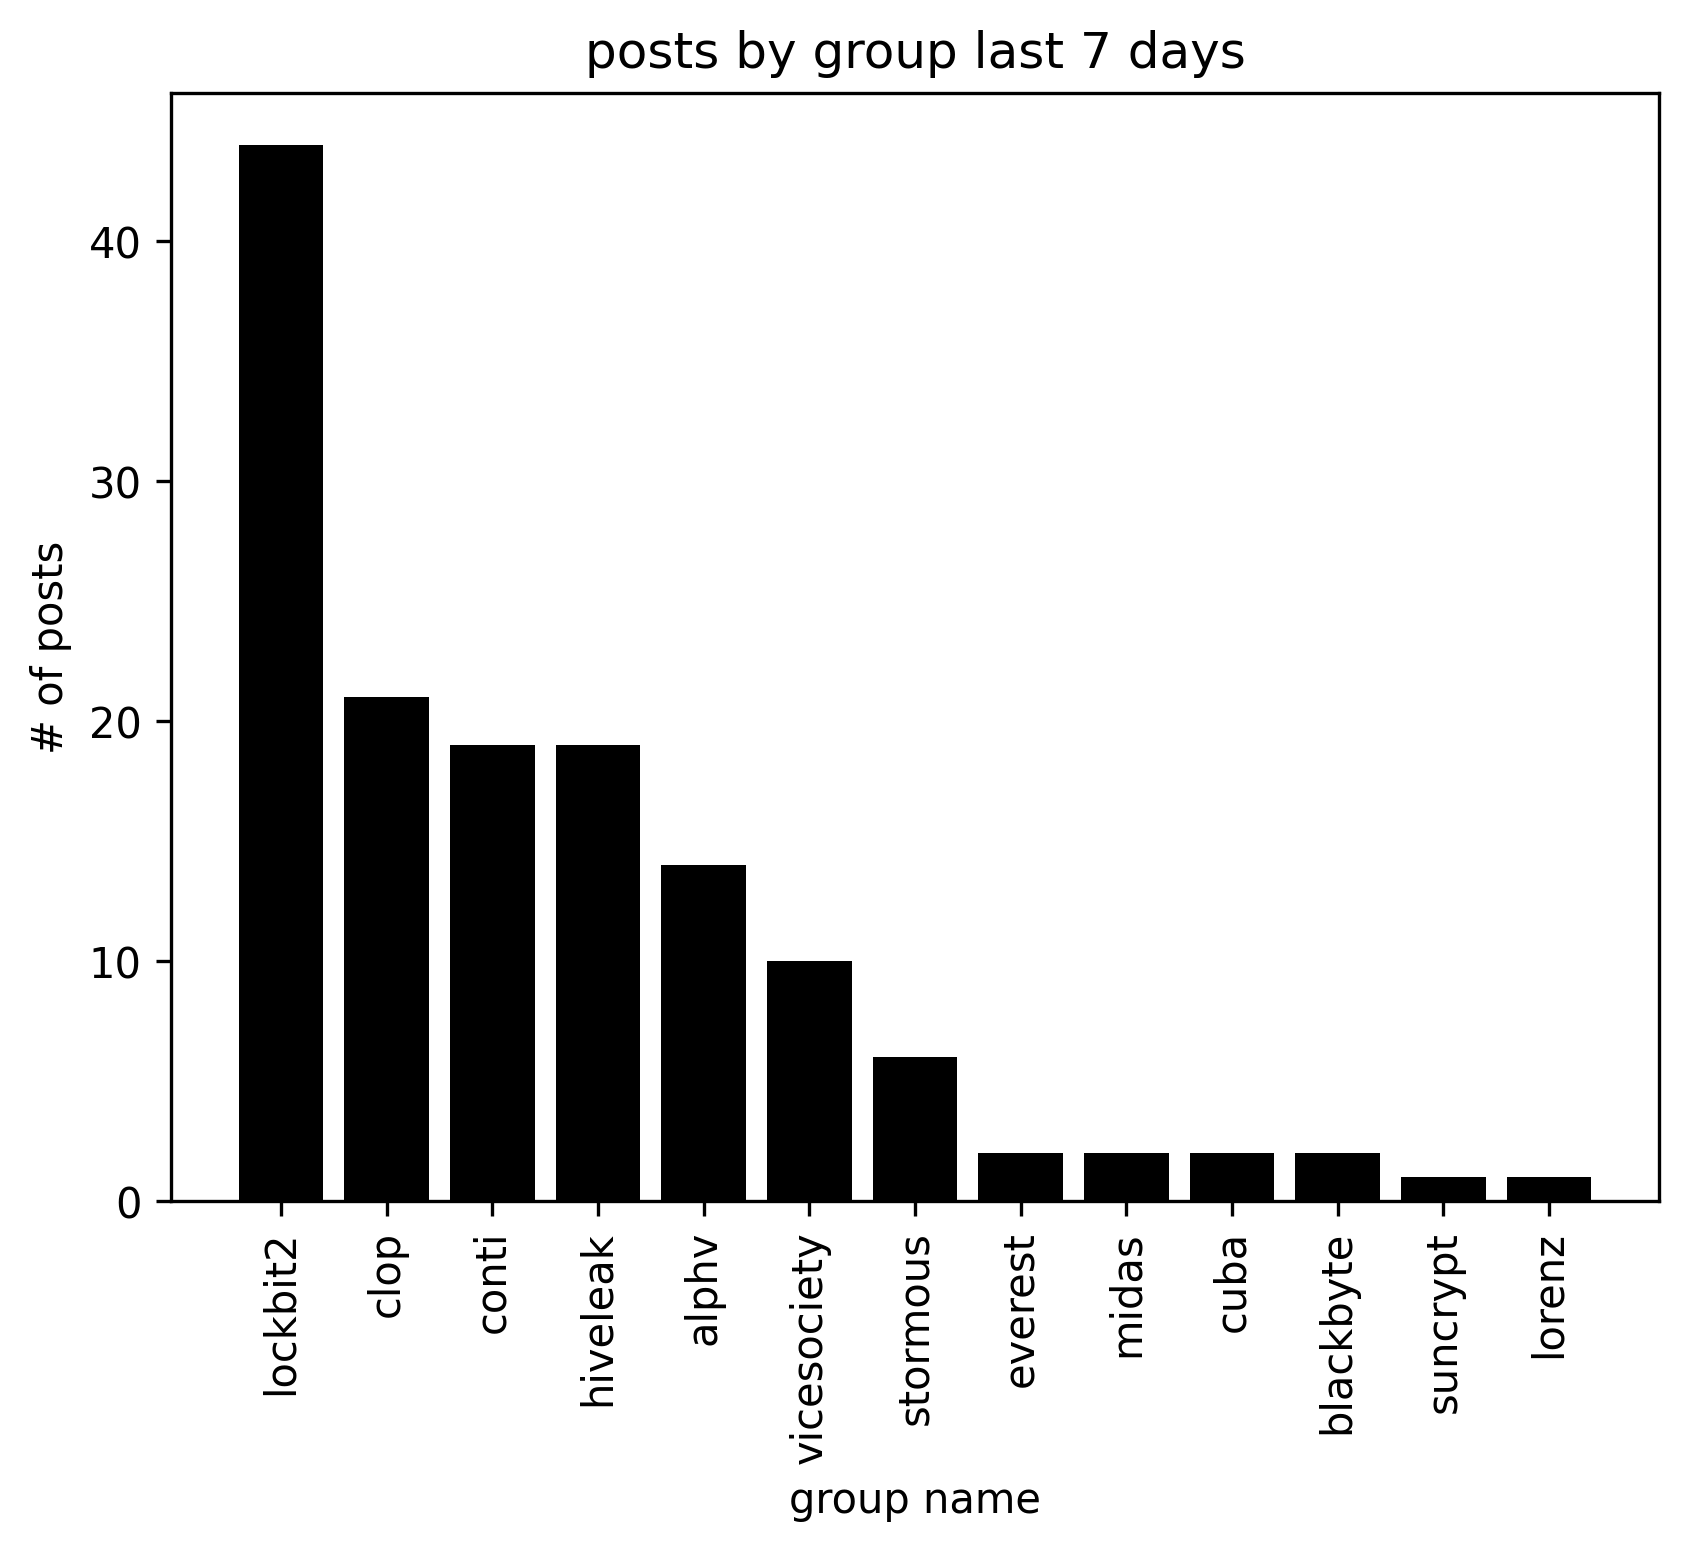 posts by group last 7 days
# of posts
40
30
20
10
0
lockbit2
clop
conti
hiveleak
alphv
vicesociety
stormous
everest
midas
cuba
blackbyte
suncrypt
lorenz
group name